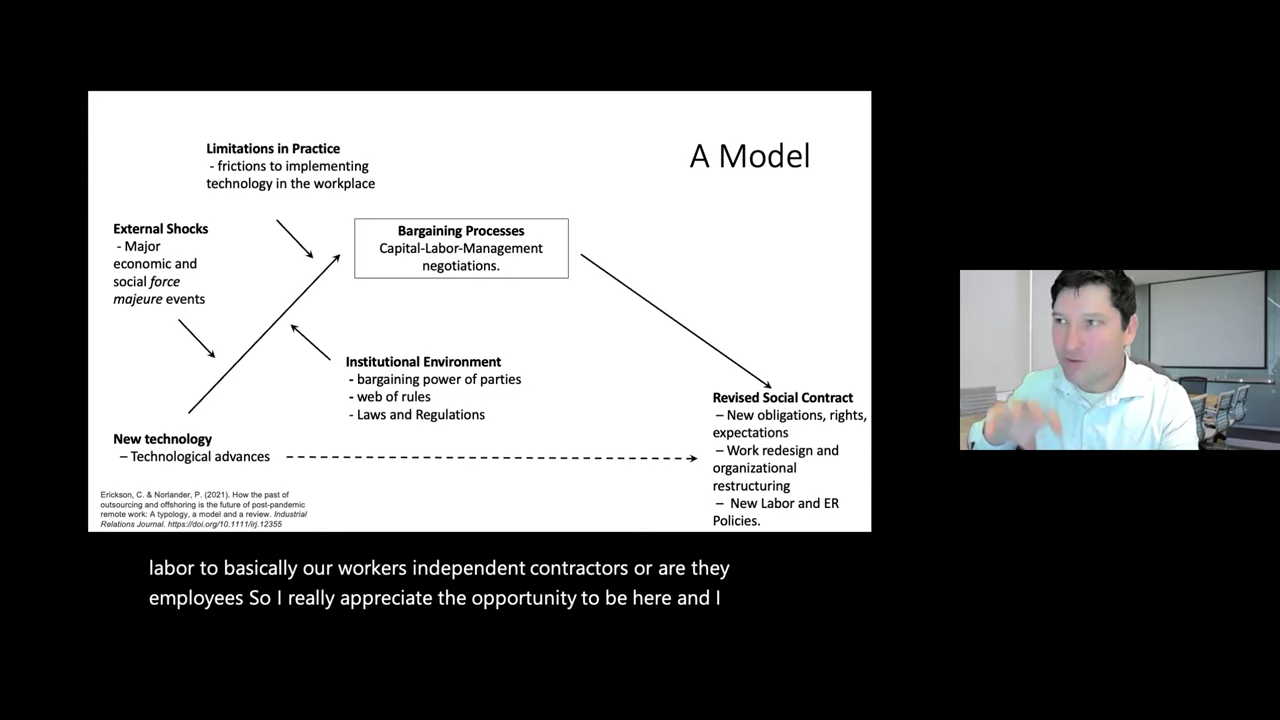 A Model
Limitations in Practice
- frictions to implementing
technology in the workplace
External Shocks
- Major
economic and
social force
majeure events
Bargaining Processes
Capital-Labor-Management
negotiations.
Institutional Environment
- bargaining power of parties
- web of rules
- Laws and Regulations
New technology
– Technological advances
Revised Social Contract
– New obligations, rights,
expectations
– Work redesign and
organizational
restructuring
– New Labor and ER
Policies.
Erickson, C. & Norlander, P. (2021). How the past of
outsourcing and offshoring is the future of post-pandemic
remote work: A typology, a model and a review. Industrial
Relations Journal. https://doi.org/10.1111/irj.12355
labor to basically our workers independent contractors or are they
employees So I really appreciate the opportunity to be here and I